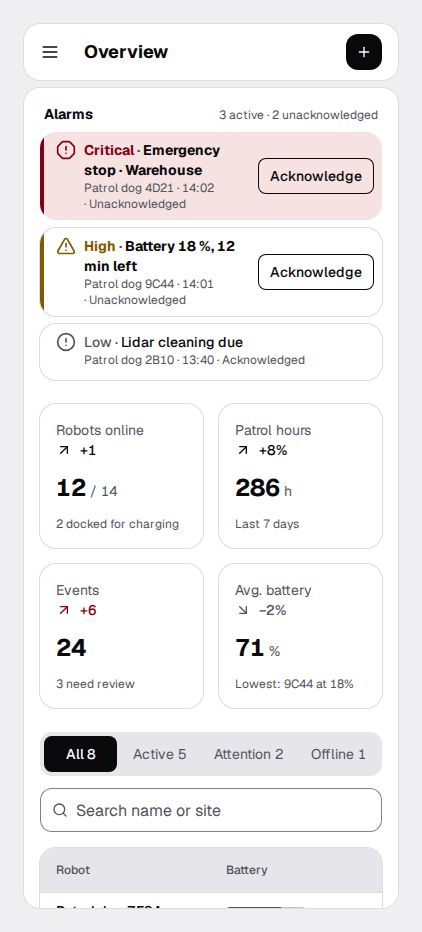 Overview
Alarms
3 active · 2 unacknowledged
Critical · Emergency
stop · Warehouse
Patrol dog 4D21 · 14:02
· Unacknowledged
Acknowledge
High · Battery 18 %, 12
min left
Patrol dog 9C44 · 14:01
· Unacknowledged
Acknowledge
Low · Lidar cleaning due
Patrol dog 2B10 · 13:40 · Acknowledged
Robots online
+1
12 / 14
2 docked for charging
Patrol hours
+8%
286 h
Last 7 days
Events
+6
24
3 need review
Avg. battery
−2%
71 %
Lowest: 9C44 at 18%
All 8
Active 5
Attention 2
Offline 1
Search name or site
Robot
Battery